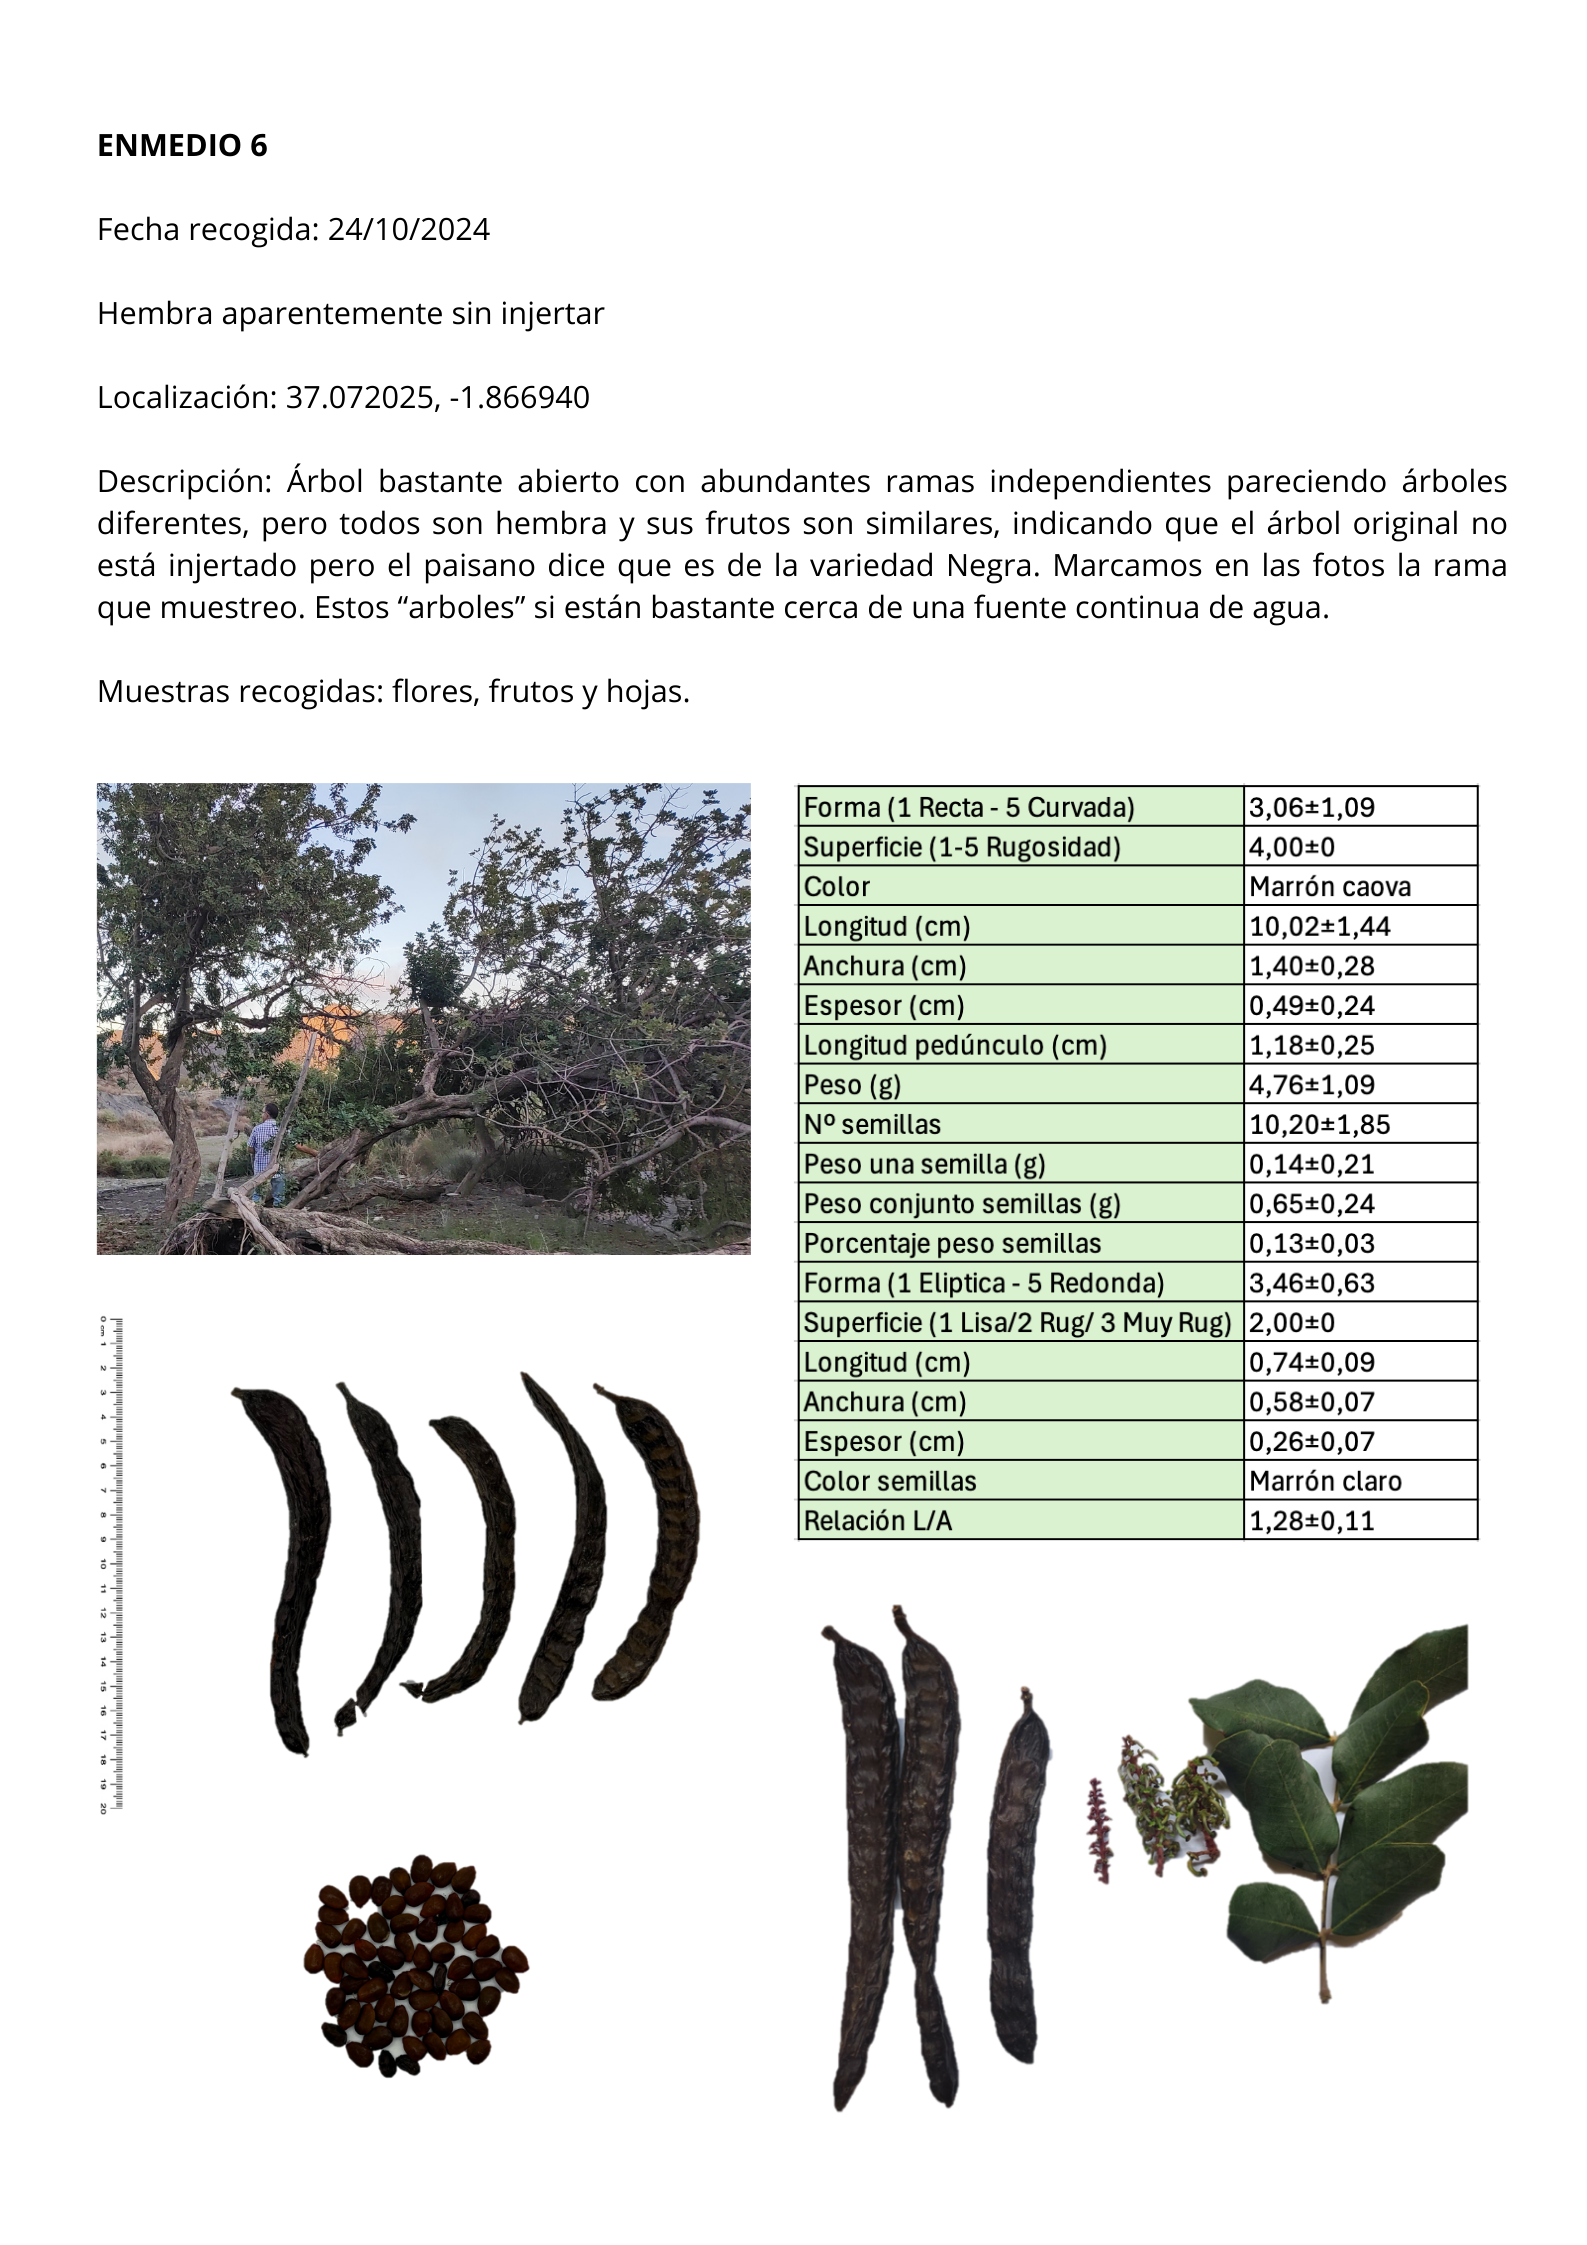 ENMEDIO 6
Fecha recogida: 24/10/2024
Hembra aparentemente sin injertar
Localización: 37.072025, -1.866940
Descripción: Árbol bastante abierto con abundantes ramas independientes pareciendo árboles
diferentes, pero todos son hembra y sus frutos son similares, indicando que el árbol original no
está injertado pero el paisano dice que es de la variedad Negra. Marcamos en las fotos la rama
que muestreo. Estos “arboles” si están bastante cerca de una fuente continua de agua.
Muestras recogidas: flores, frutos y hojas.
Forma (1 Recta - 5 Curvada) 3,06±1,09
Superficie (1-5 Rugosidad) 4,00±0
Color Marrón caova
Longitud (cm) 10,02±1,44
Anchura (cm) 1,40±0,28
Espesor (cm) 0,49±0,24
Longitud pedúnculo (cm) 1,18±0,25
Peso (g) 4,76±1,09
Nº semillas 10,20±1,85
Peso una semilla (g) 0,14±0,21
Peso conjunto semillas (g) 0,65±0,24
Porcentaje peso semillas 0,13±0,03
Forma (1 Eliptica - 5 Redonda) 3,46±0,63
Superficie (1 Lisa/2 Rug/ 3 Muy Rug) 2,00±0
Longitud (cm) 0,74±0,09
Anchura (cm) 0,58±0,07
Espesor (cm) 0,26±0,07
Color semillas Marrón claro
Relación L/A 1,28±0,11
0 cm 1 2 3 4 5 6 7 8 9 10 11 12 13 14 15 16 17 18 19 20